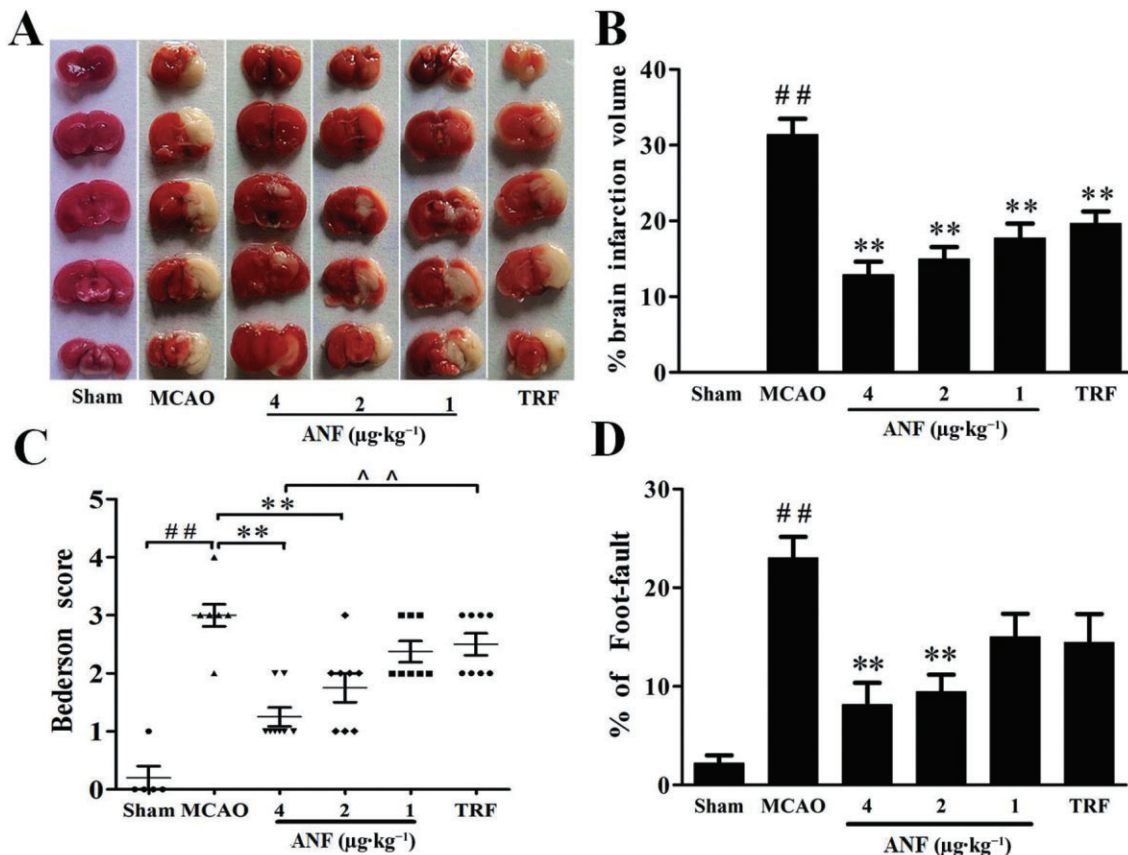 A
Sham MCAO 4 2 1 TRF
ANF (μg·kg⁻¹)
B
% brain infarction volume
40
30
20
10
0
##
** ** ** **
Sham MCAO 4 2 1 TRF
ANF (μg·kg⁻¹)
C
Bederson score
5
4
3
2
1
0
^ ^
**
## **
Sham MCAO 4 2 1 TRF
ANF (μg·kg⁻¹)
D
% of Foot-fault
30
20
10
0
##
** **
Sham MCAO 4 2 1 TRF
ANF (μg·kg⁻¹)